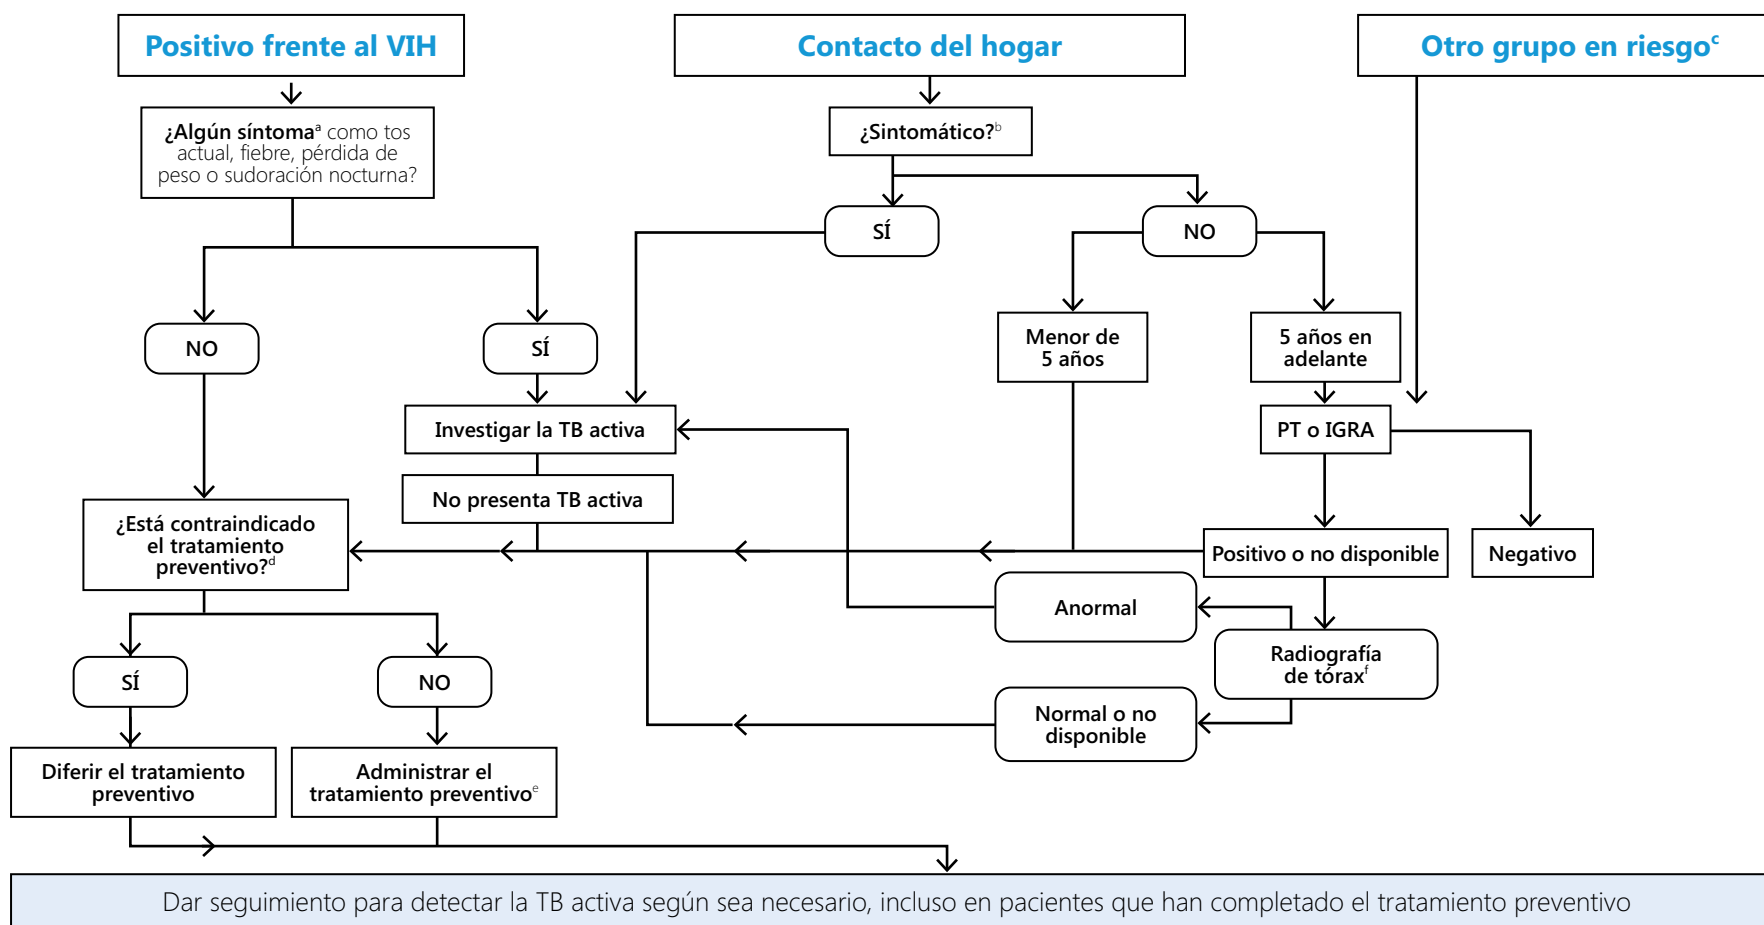 Positivo frente al VIH
Contacto del hogar
Otro grupo en riesgoᶜ
¿Algún síntomaᵃ como tos
actual, fiebre, pérdida de
peso o sudoración nocturna?
¿Sintomático?ᵇ
SÍ
NO
NO
SÍ
Menor de
5 años
5 años en
adelante
Investigar la TB activa
PT o IGRA
No presenta TB activa
¿Está contraindicado
el tratamiento
preventivo?ᵈ
Positivo o no disponible
Negativo
Anormal
Radiografía
de tóraxᶠ
SÍ
NO
Normal o no
disponible
Diferir el tratamiento
preventivo
Administrar el
tratamiento preventivoᵉ
Dar seguimiento para detectar la TB activa según sea necesario, incluso en pacientes que han completado el tratamiento preventivo